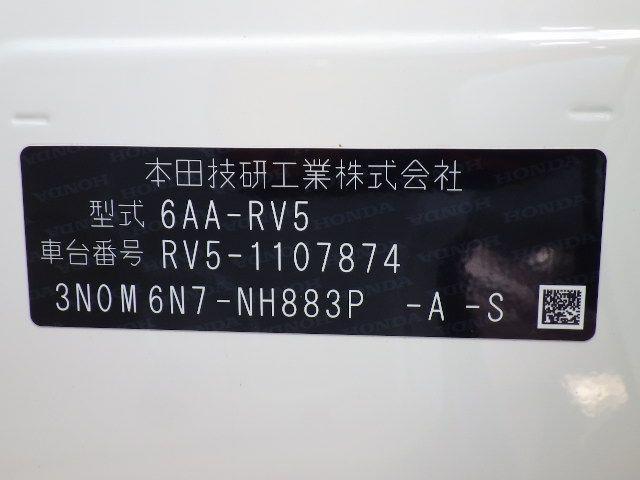 本田技研工業株式会社
型式 6AA-RV5
車台番号 RV5-1107874
3N0M6N7-NH883P -A-S